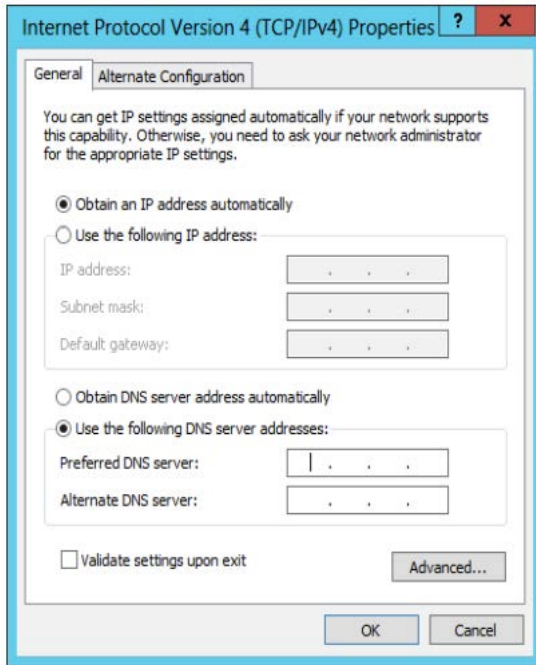 Internet Protocol Version 4 (TCP/IPv4) Properties ? x
General Alternate Configuration
You can get IP settings assigned automatically if your network supports
this capability. Otherwise, you need to ask your network administrator
for the appropriate IP settings.
Obtain an IP address automatically
Use the following IP address:
IP address: . . .
Subnet mask: . . .
Default gateway: . . .
Obtain DNS server address automatically
Use the following DNS server addresses:
Preferred DNS server: . . .
Alternate DNS server: . . .
Validate settings upon exit
Advanced...
OK Cancel